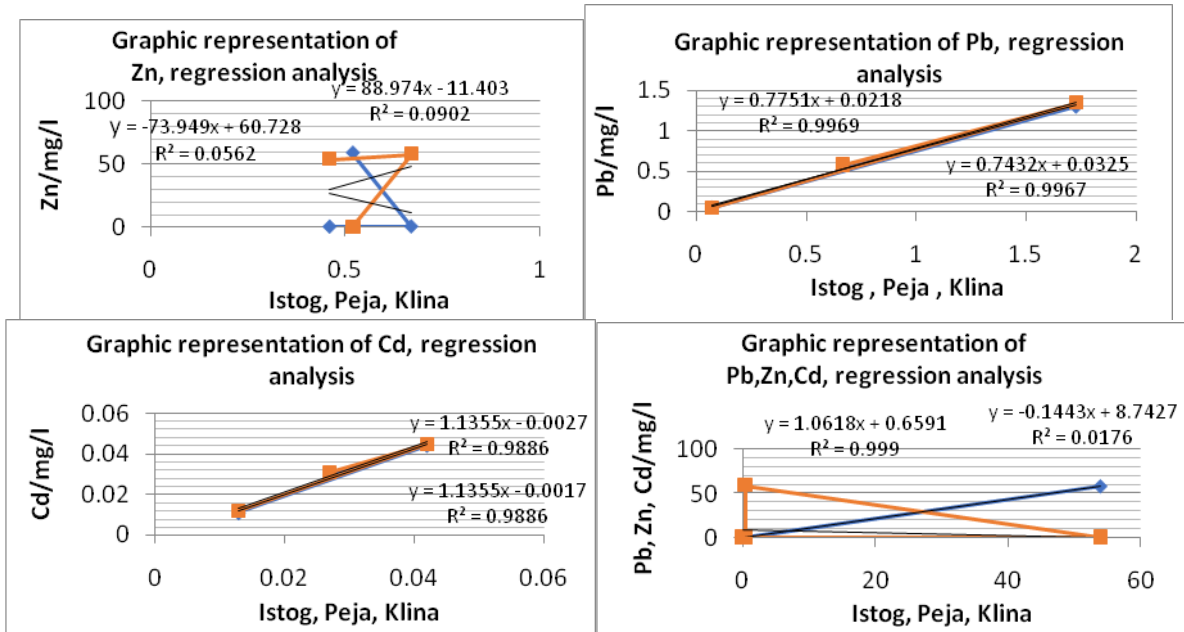 Graphic representation of
Zn, regression analysis
y = 88.974x - 11.403
R² = 0.0902
y = -73.949x + 60.728
R² = 0.0562
100
50
0
Zn/mg/l
0
0.5
1
Istog, Peja, Klina
Graphic representation of Pb, regression
analysis
y = 0.7751x + 0.0218
R² = 0.9969
y = 0.7432x + 0.0325
R² = 0.9967
1.5
1
0.5
0
Pb/mg/l
0
0.5
1
1.5
2
Istog , Peja , Klina
Graphic representation of Cd, regression
analysis
y = 1.1355x - 0.0027
R² = 0.9886
y = 1.1355x - 0.0017
R² = 0.9886
0.06
0.04
0.02
0
Cd/mg/l
0
0.02
0.04
0.06
Istog, Peja, Klina
Graphic representation of
Pb,Zn,Cd, regression analysis
y = 1.0618x + 0.6591
R² = 0.999
y = -0.1443x + 8.7427
R² = 0.0176
100
50
0
Pb, Zn, Cd/mg/l
0
20
40
60
Istog, Peja, Klina